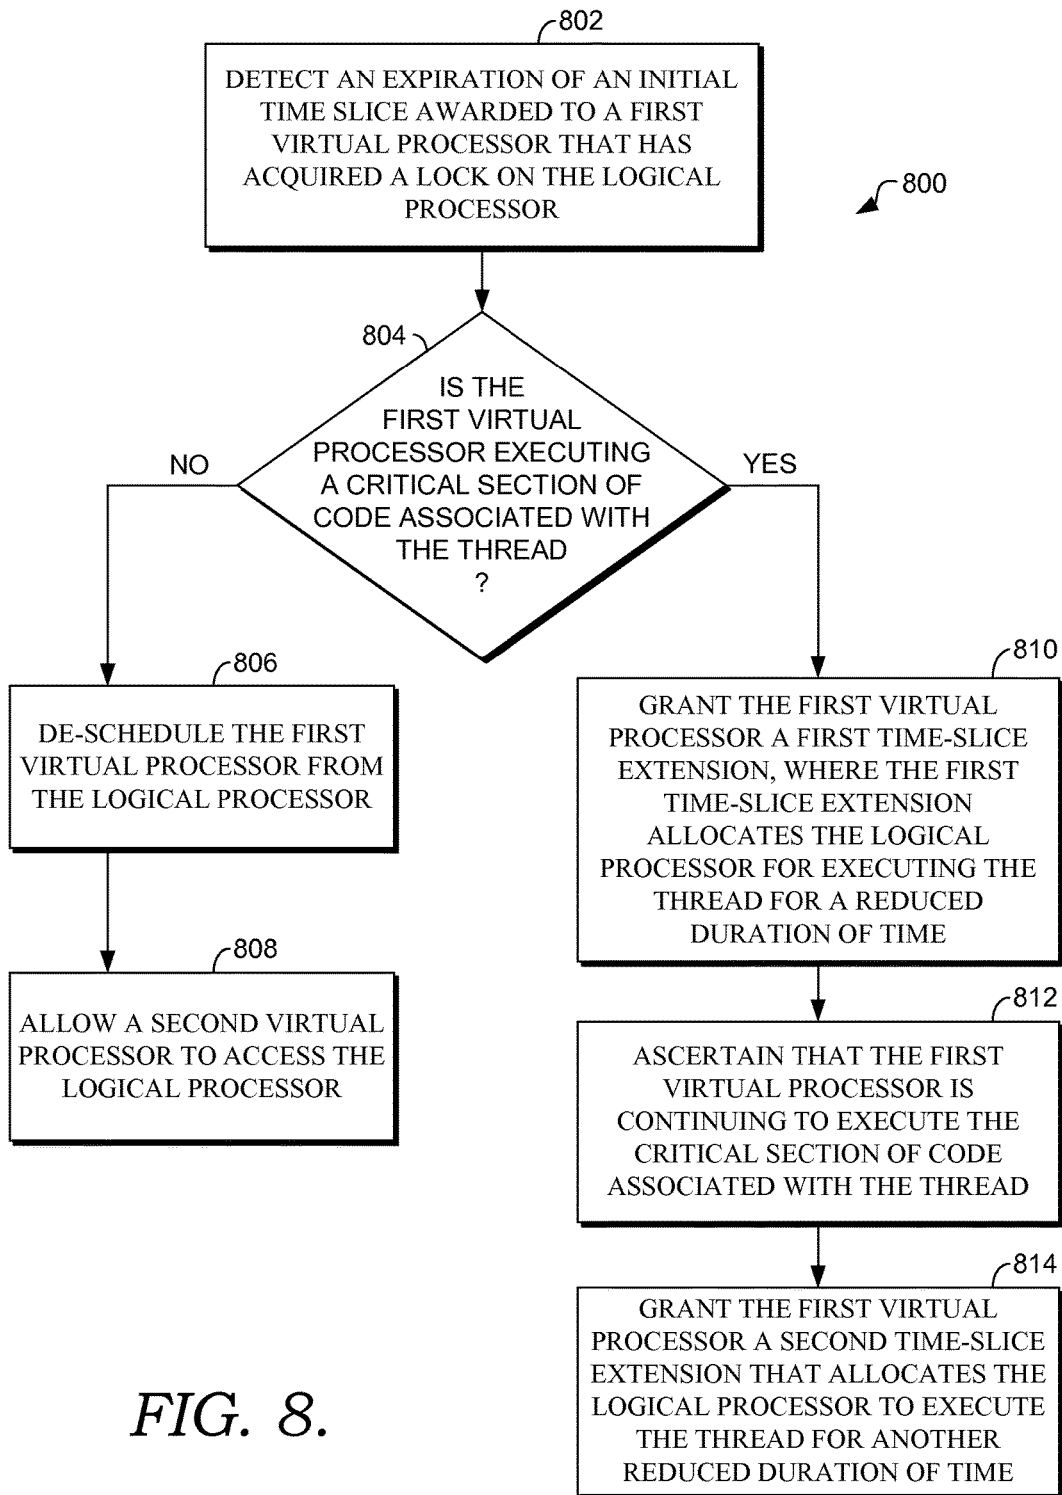 802
DETECT AN EXPIRATION OF AN INITIAL
TIME SLICE AWARDED TO A FIRST
VIRTUAL PROCESSOR THAT HAS
ACQUIRED A LOCK ON THE LOGICAL
PROCESSOR
800
804
IS THE
FIRST VIRTUAL
PROCESSOR EXECUTING
A CRITICAL SECTION OF
CODE ASSOCIATED WITH
THE THREAD
?
NO
YES
806
DE-SCHEDULE THE FIRST
VIRTUAL PROCESSOR FROM
THE LOGICAL PROCESSOR
808
ALLOW A SECOND VIRTUAL
PROCESSOR TO ACCESS THE
LOGICAL PROCESSOR
810
GRANT THE FIRST VIRTUAL
PROCESSOR A FIRST TIME-SLICE
EXTENSION, WHERE THE FIRST
TIME-SLICE EXTENSION
ALLOCATES THE LOGICAL
PROCESSOR FOR EXECUTING THE
THREAD FOR A REDUCED
DURATION OF TIME
812
ASCERTAIN THAT THE FIRST
VIRTUAL PROCESSOR IS
CONTINUING TO EXECUTE THE
CRITICAL SECTION OF CODE
ASSOCIATED WITH THE THREAD
814
GRANT THE FIRST VIRTUAL
PROCESSOR A SECOND TIME-SLICE
EXTENSION THAT ALLOCATES THE
LOGICAL PROCESSOR TO EXECUTE
THE THREAD FOR ANOTHER
REDUCED DURATION OF TIME
FIG. 8.